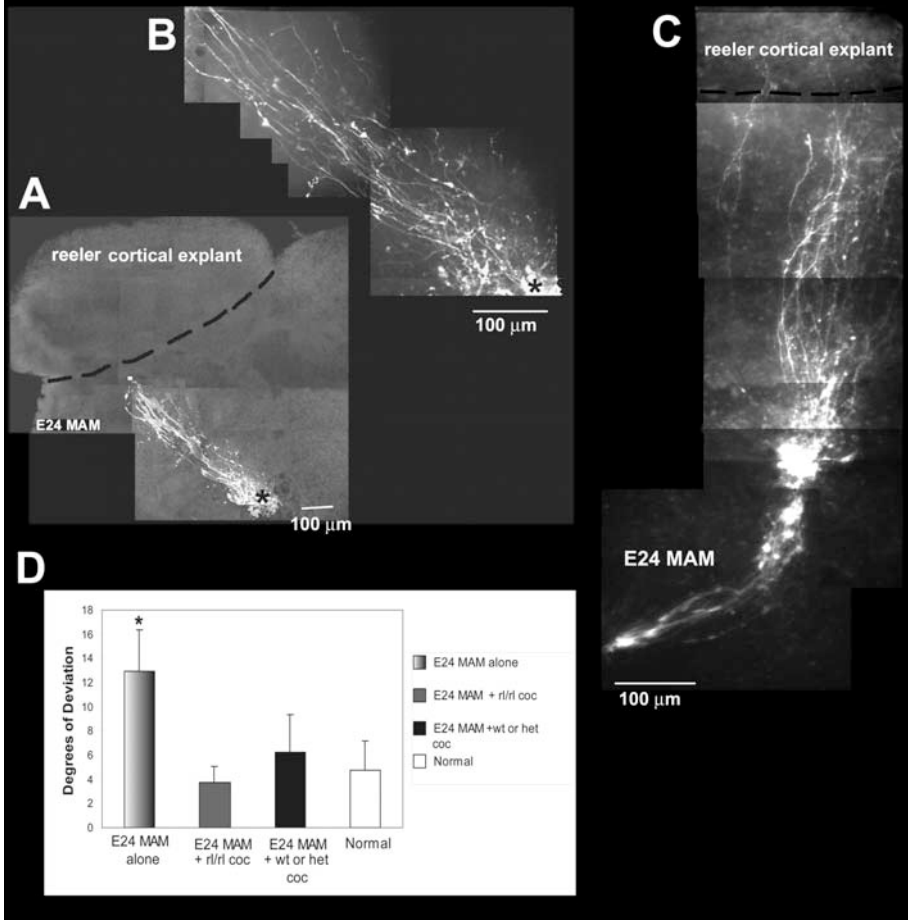 A
reeler cortical explant
E24 MAM
*
100 μm
B
*
100 μm
C
reeler cortical explant
E24 MAM
100 μm
D
Degrees of Deviation
18
16
14
12
10
8
6
4
2
0
*
E24 MAM
alone
E24 MAM
+ rl/rl coc
E24 MAM
+ wt or het
coc
Normal
E24 MAM alone
E24 MAM + rl/rl coc
E24 MAM +wt or het
coc
Normal